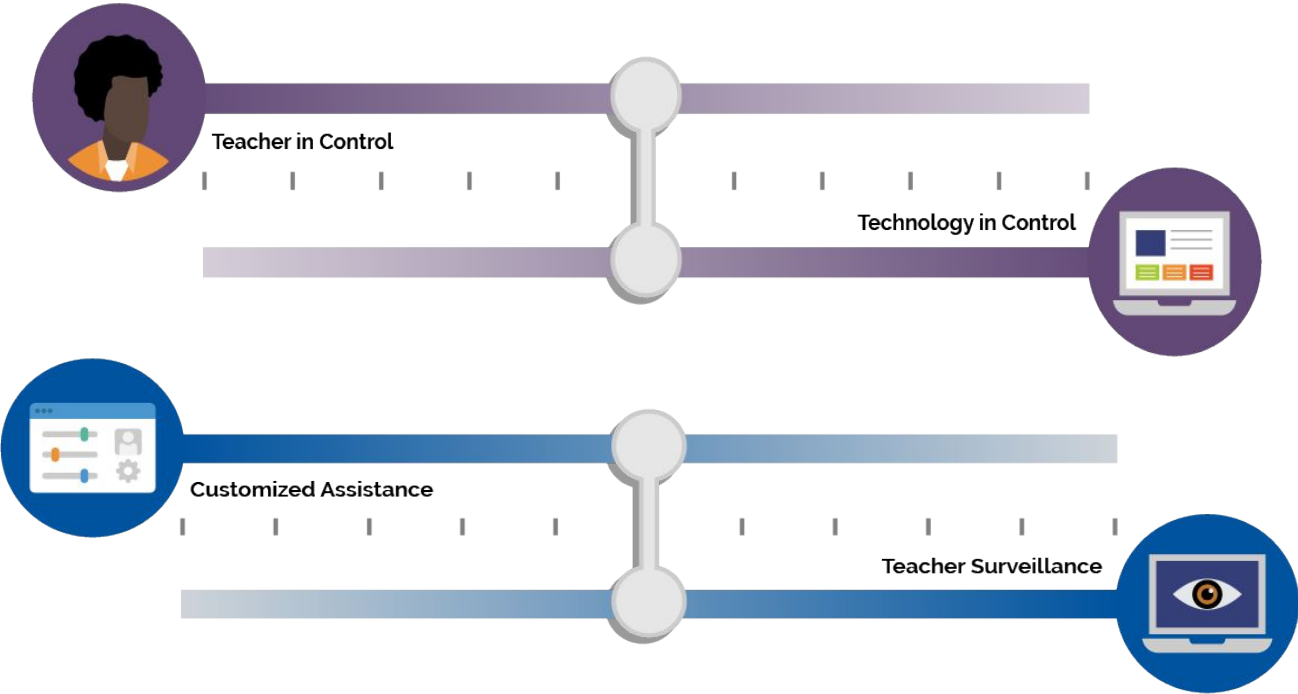 Teacher in Control
Technology in Control
Customized Assistance
Teacher Surveillance